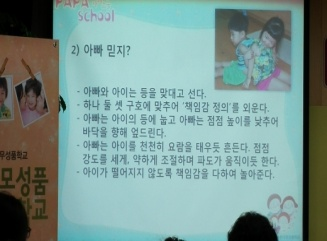 PAPA
School
2) 아빠 믿지?
- 아빠와 아이는 등을 맞대고 선다.
- 하나 둘 셋 구호에 맞추어 '책임감 정의'를 외운다.
- 아빠는 아이의 등에 눕고 아빠는 점점 높이를 낮추어
바닥을 향해 엎드린다.
- 아빠는 아이를 천천히 요람을 태우듯 흔든다. 점점
강도를 세게, 약하게 조절하며 파도가 움직이듯 한다.
- 아이가 떨어지지 않도록 책임감을 다하여 놀아준다.
무성품학교
모성품
학교